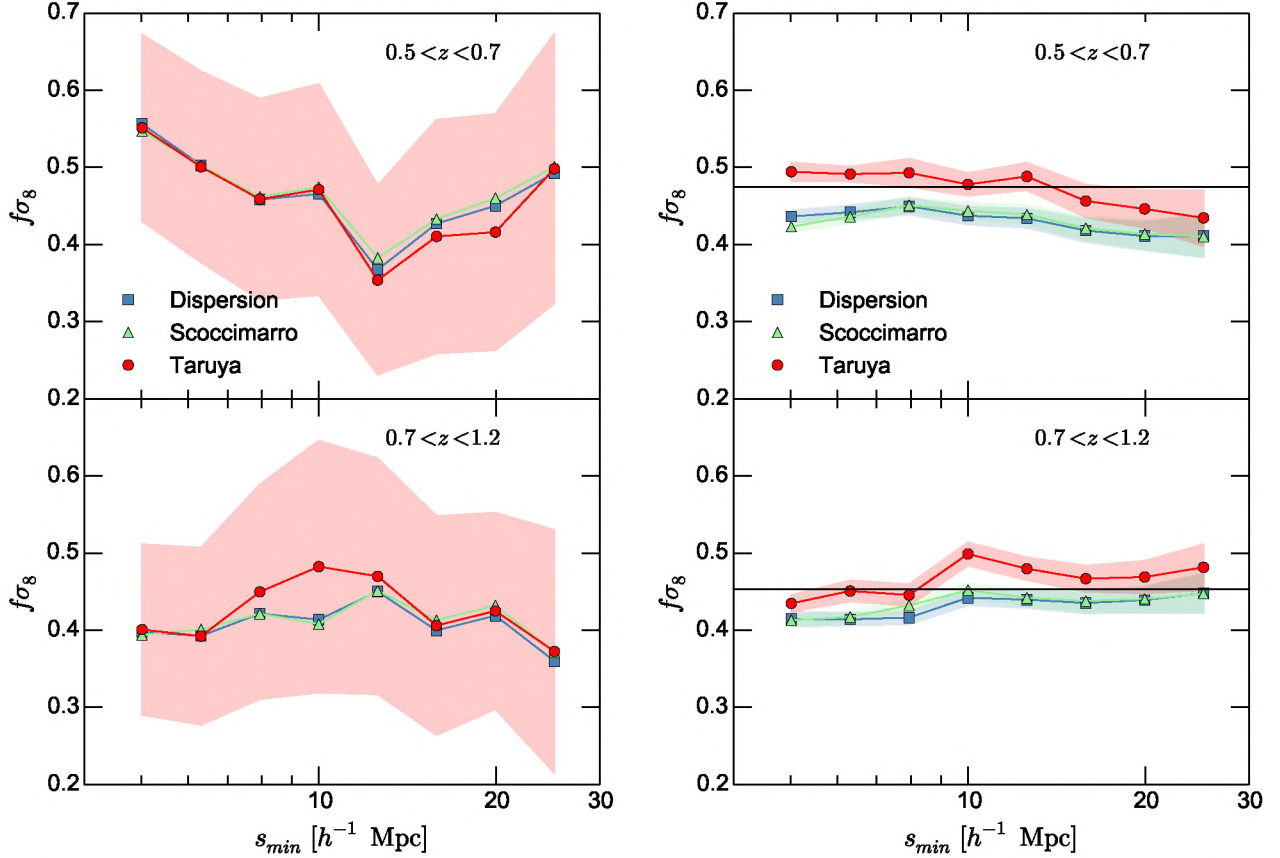 0.7
0.6
0.5
0.4
0.3
0.2
fσ₈
0.5 < z < 0.7
Dispersion
Scoccimarro
Taruya
0.6
0.5
0.4
0.3
0.2
fσ₈
0.7 < z < 1.2
10 20 30
s_min [h⁻¹ Mpc]
0.7
0.6
0.5
0.4
0.3
0.2
fσ₈
0.5 < z < 0.7
Dispersion
Scoccimarro
Taruya
0.6
0.5
0.4
0.3
0.2
fσ₈
0.7 < z < 1.2
10 20 30
s_min [h⁻¹ Mpc]